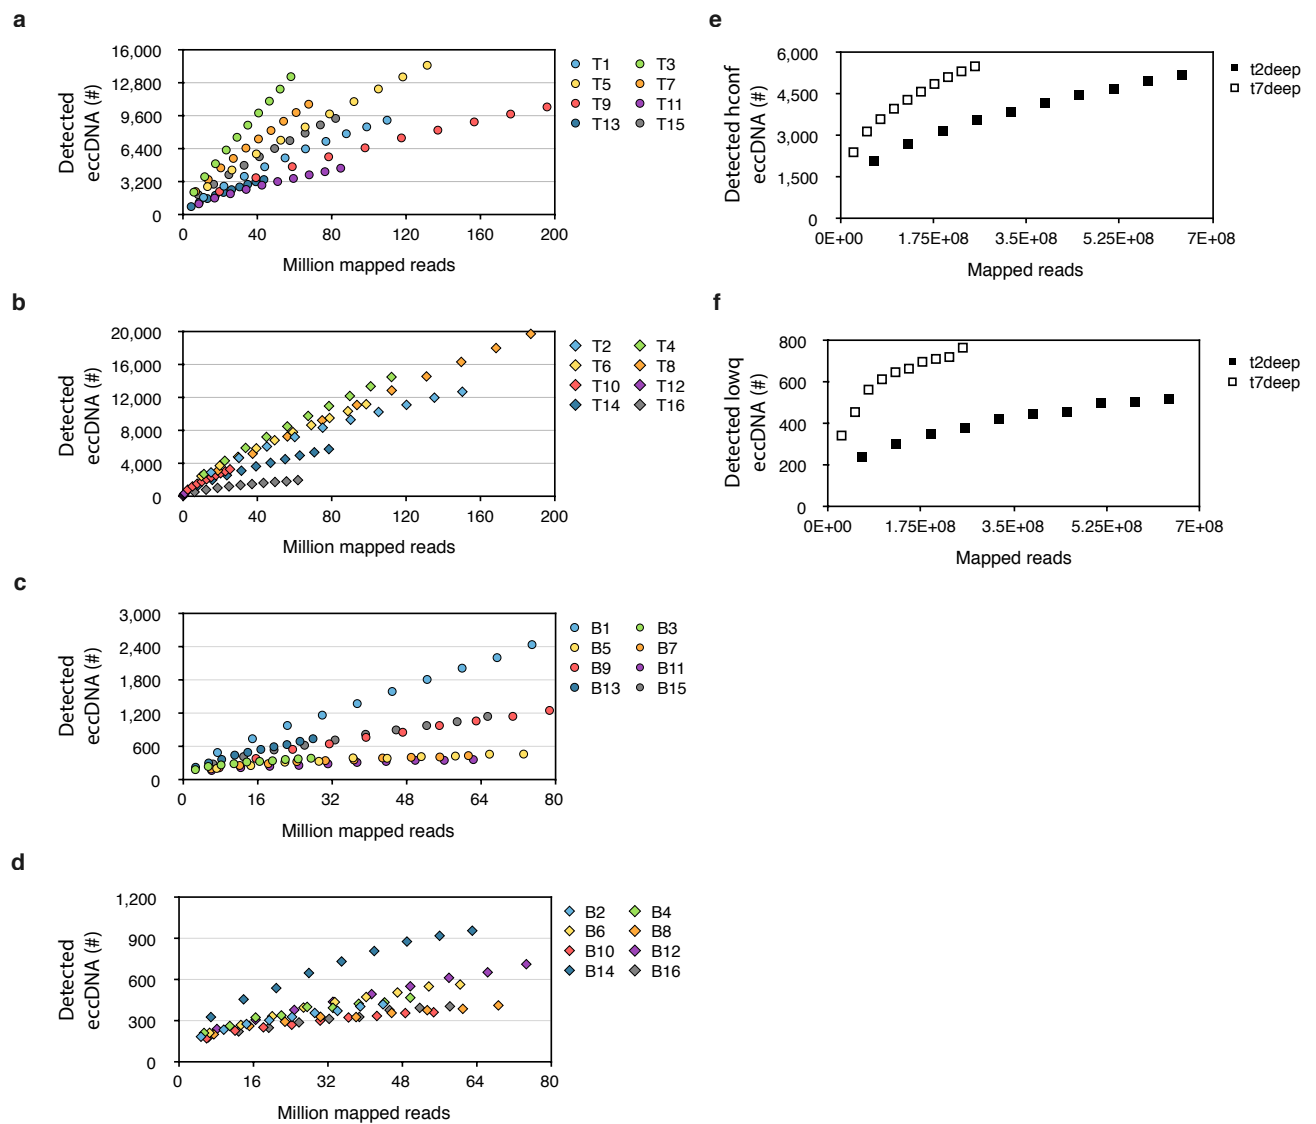 a
16,000
12,800
9,600
6,400
3,200
0
Detected
eccDNA (#)
0 40 80 120 160 200
Million mapped reads
T1 T3
T5 T7
T9 T11
T13 T15
b
20,000
16,000
12,000
8,000
4,000
0
Detected
eccDNA (#)
0 40 80 120 160 200
Million mapped reads
T2 T4
T6 T8
T10 T12
T14 T16
c
3,000
2,400
1,800
1,200
600
0
Detected
eccDNA (#)
0 16 32 48 64 80
Million mapped reads
B1 B3
B5 B7
B9 B11
B13 B15
d
1,200
900
600
300
0
Detected
eccDNA (#)
0 16 32 48 64 80
Million mapped reads
B2 B4
B6 B8
B10 B12
B14 B16
e
6,000
4,500
3,000
1,500
0
Detected hconf
eccDNA (#)
0E+00 1.75E+08 3.5E+08 5.25E+08 7E+08
Mapped reads
t2deep
t7deep
f
800
600
400
200
0
Detected lowq
eccDNA (#)
0E+00 1.75E+08 3.5E+08 5.25E+08 7E+08
Mapped reads
t2deep
t7deep